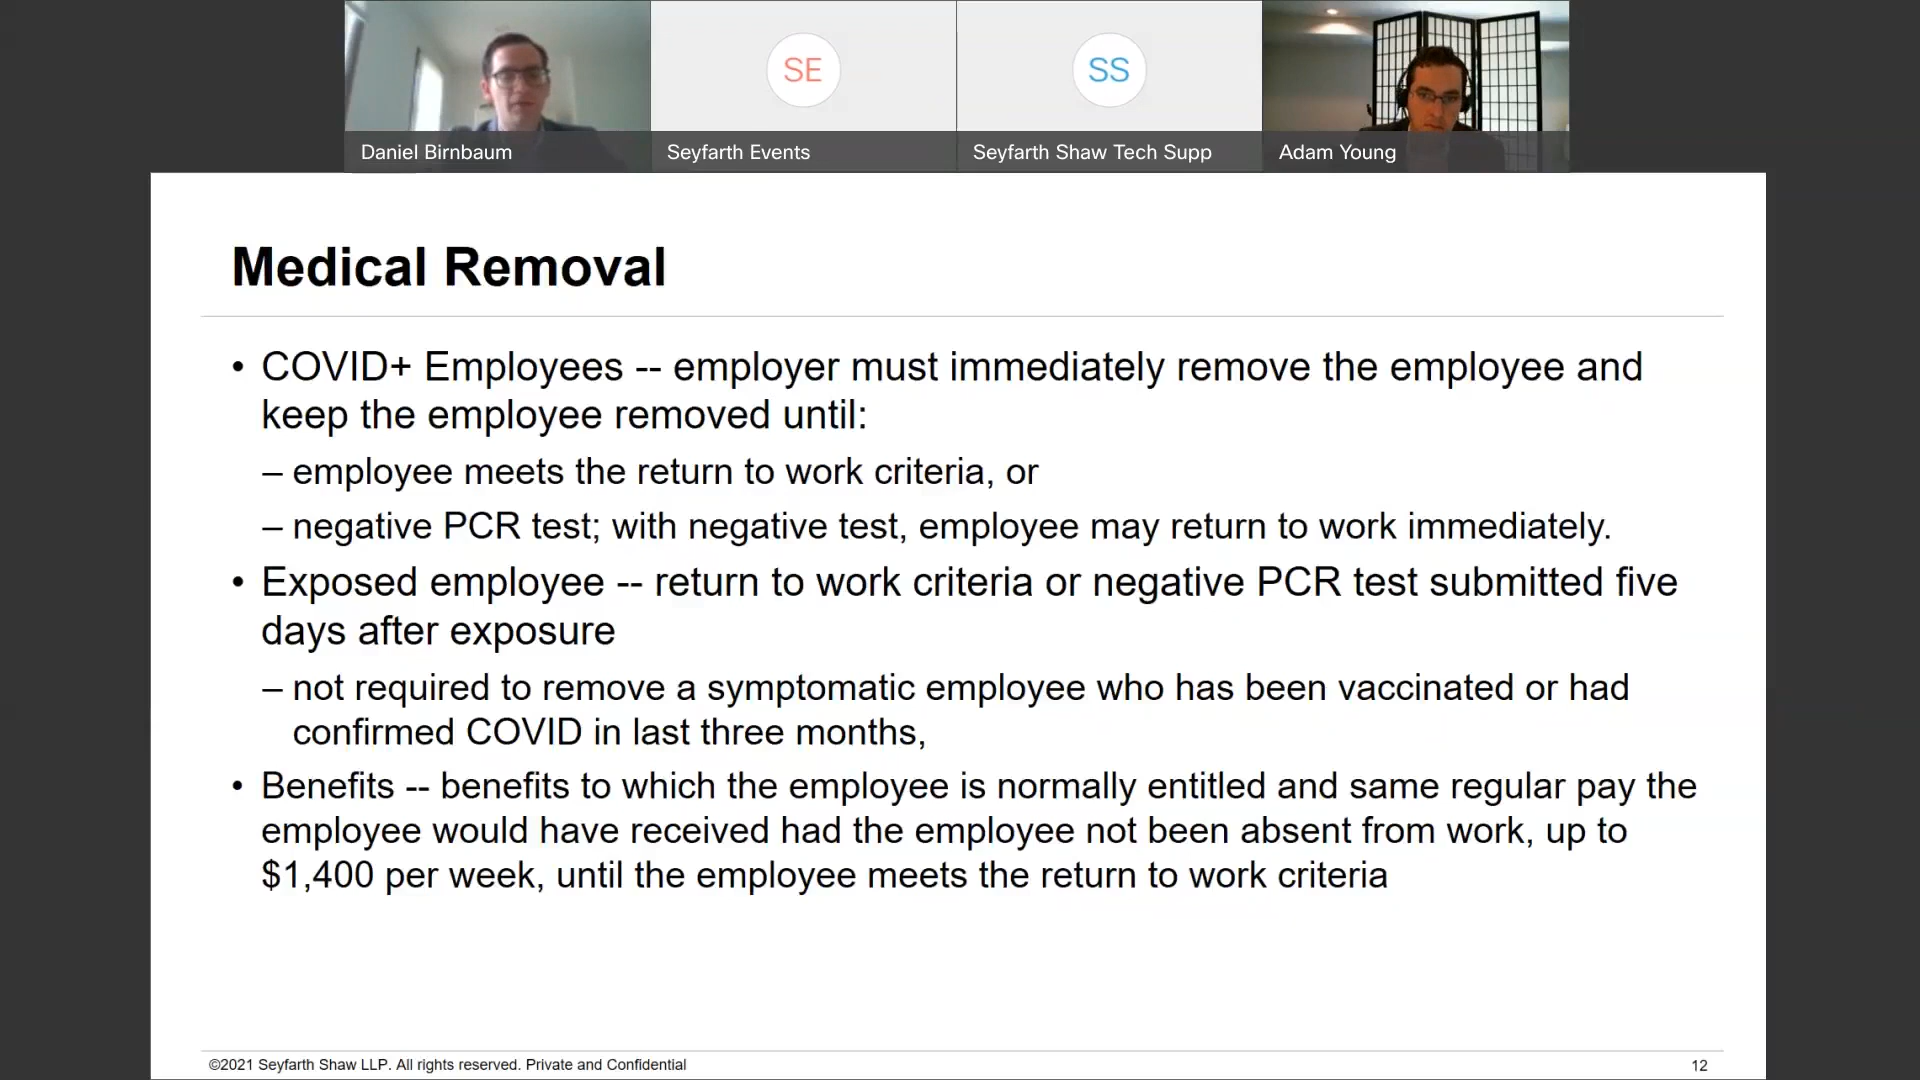 SE
SS
Daniel Birnbaum
Seyfarth Events
Seyfarth Shaw Tech Supp
Adam Young
Medical Removal
• COVID+ Employees -- employer must immediately remove the employee and
keep the employee removed until:
– employee meets the return to work criteria, or
– negative PCR test; with negative test, employee may return to work immediately.
• Exposed employee -- return to work criteria or negative PCR test submitted five
days after exposure
– not required to remove a symptomatic employee who has been vaccinated or had
confirmed COVID in last three months,
• Benefits -- benefits to which the employee is normally entitled and same regular pay the
employee would have received had the employee not been absent from work, up to
$1,400 per week, until the employee meets the return to work criteria
©2021 Seyfarth Shaw LLP. All rights reserved. Private and Confidential
12